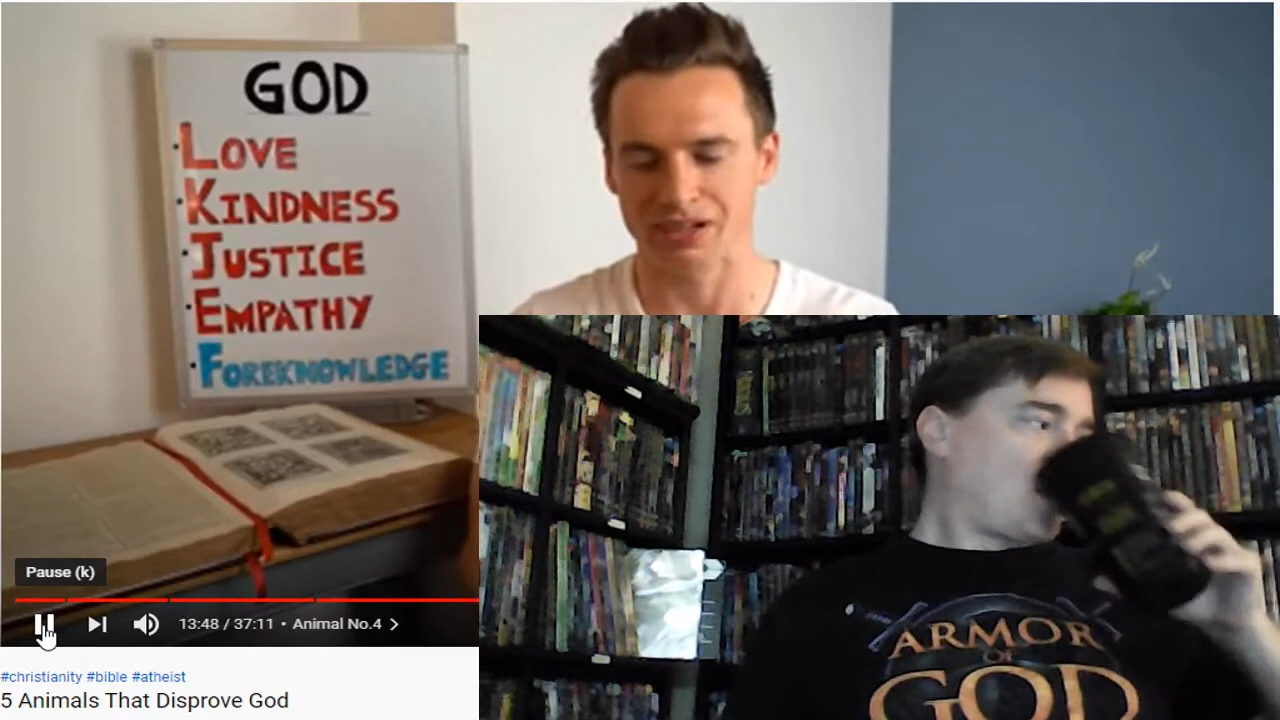 GOD
· LOVE
· KINDNESS
· JUSTICE
· EMPATHY
· FOREKNOWLEDGE
Pause (k)
13:48 / 37:11 • Animal No.4 >
#christianity #bible #atheist
5 Animals That Disprove God
ARMOR
OF
GOD